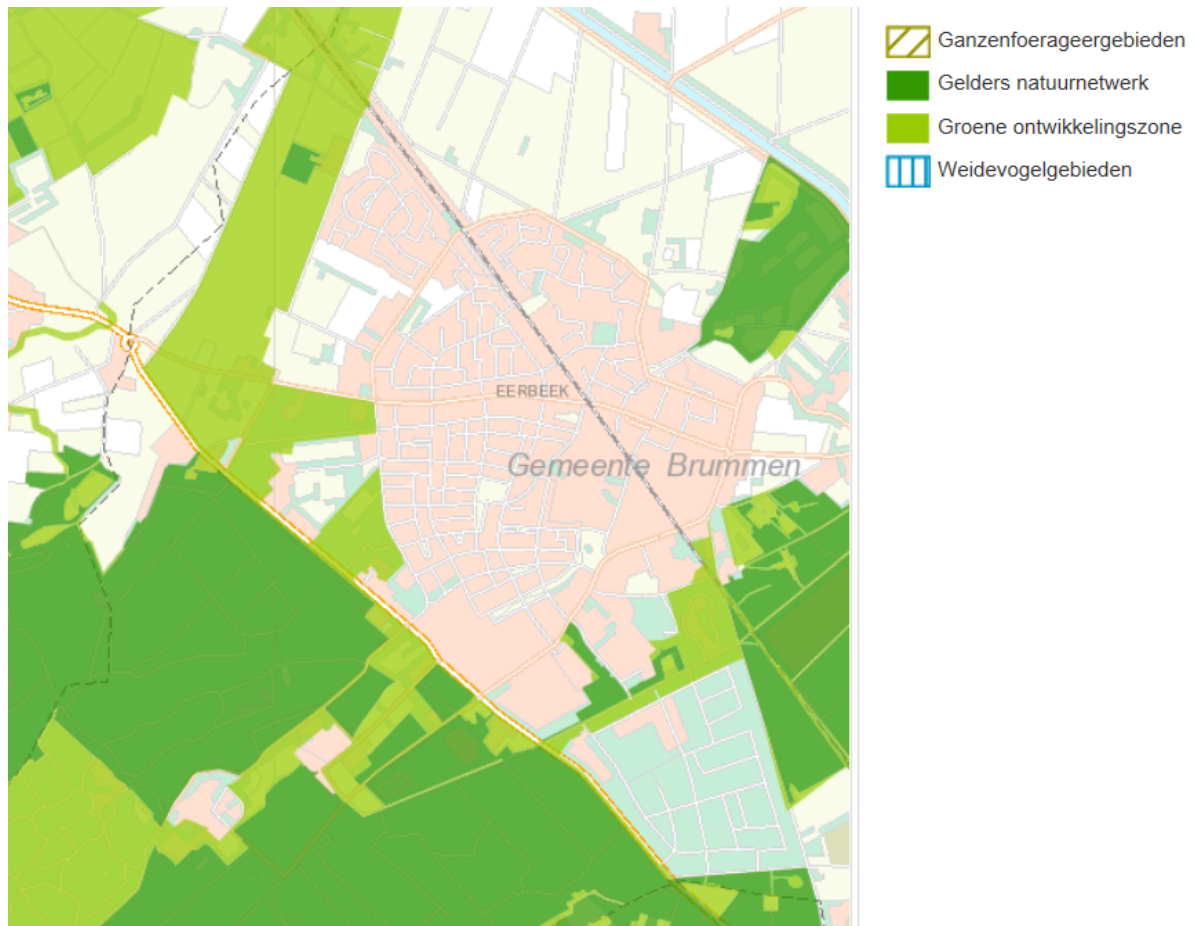 Ganzenfoerageergebieden
Gelders natuurnetwerk
Groene ontwikkelingszone
Weidevogelgebieden
EERBEEK
Gemeente Brummen